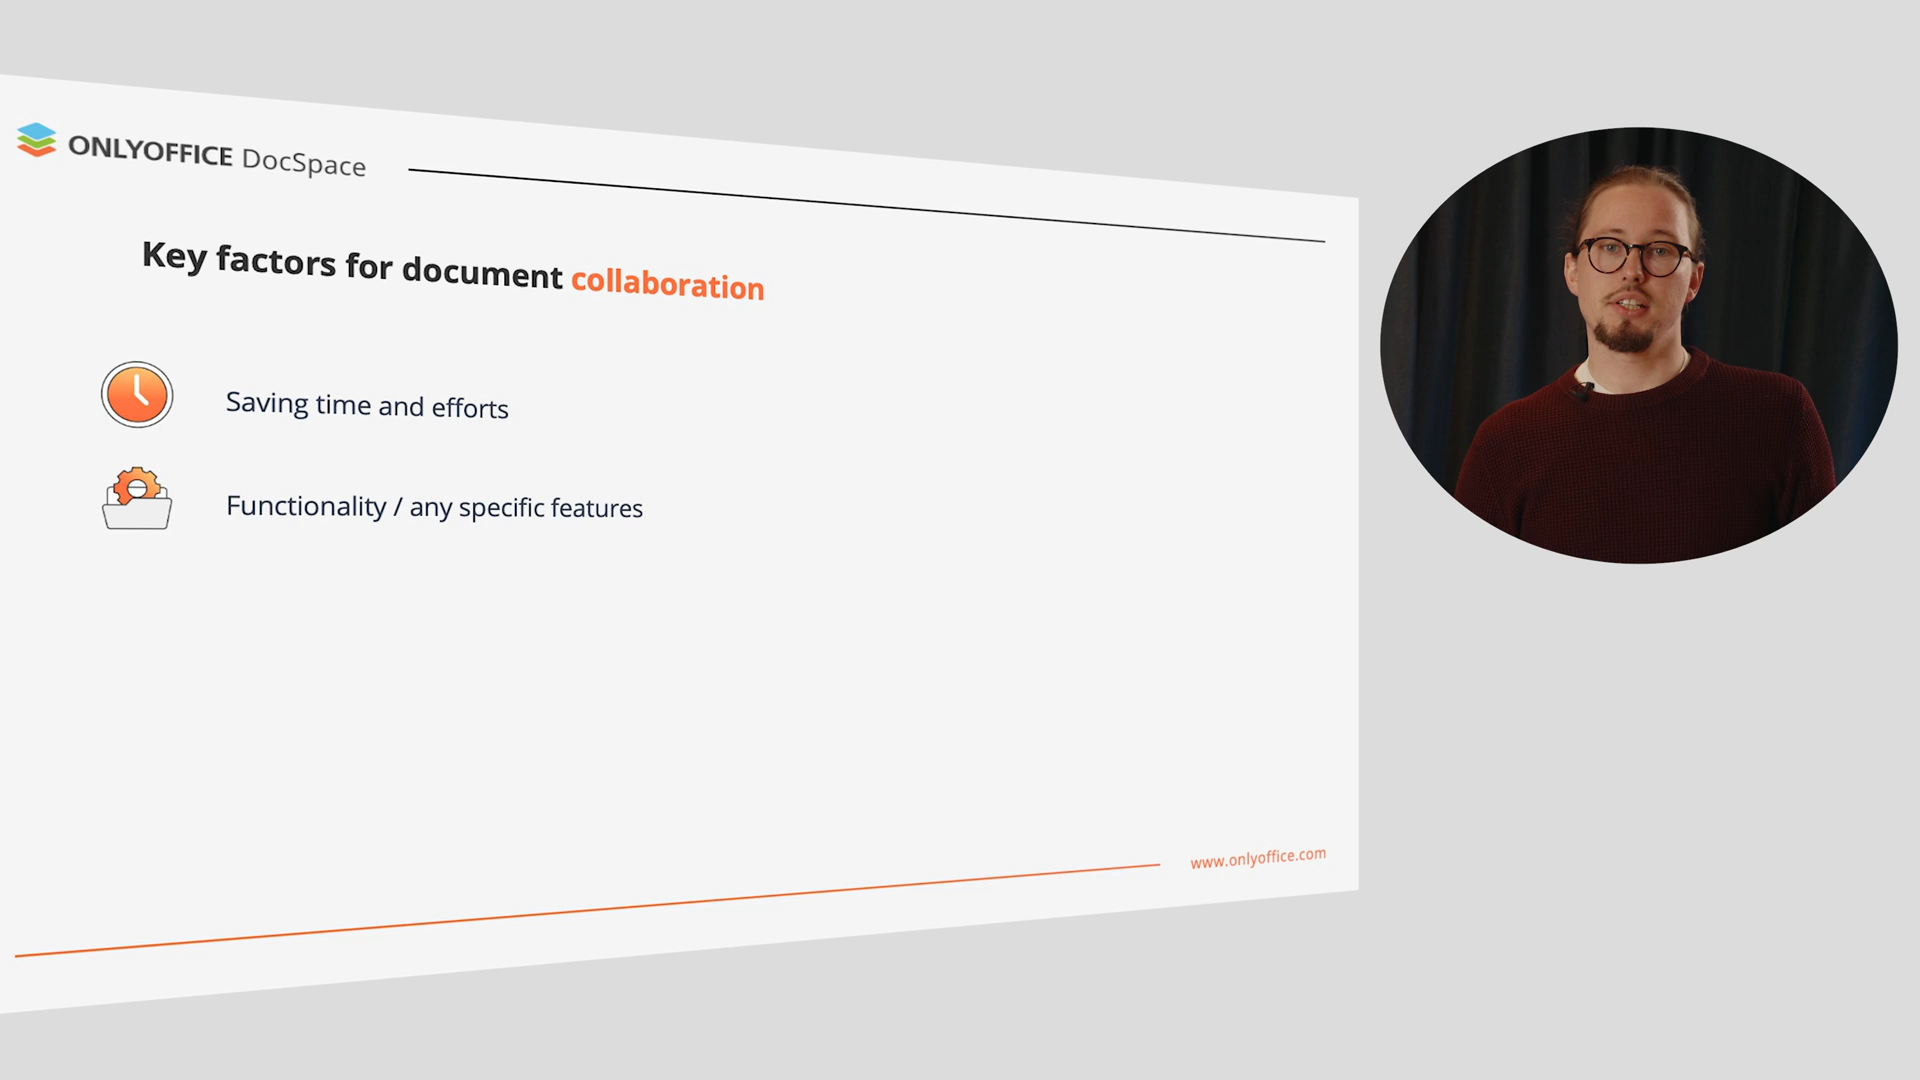 ONLYOFFICE DocSpace
Key factors for document collaboration
Saving time and efforts
Functionality / any specific features
www.onlyoffice.com